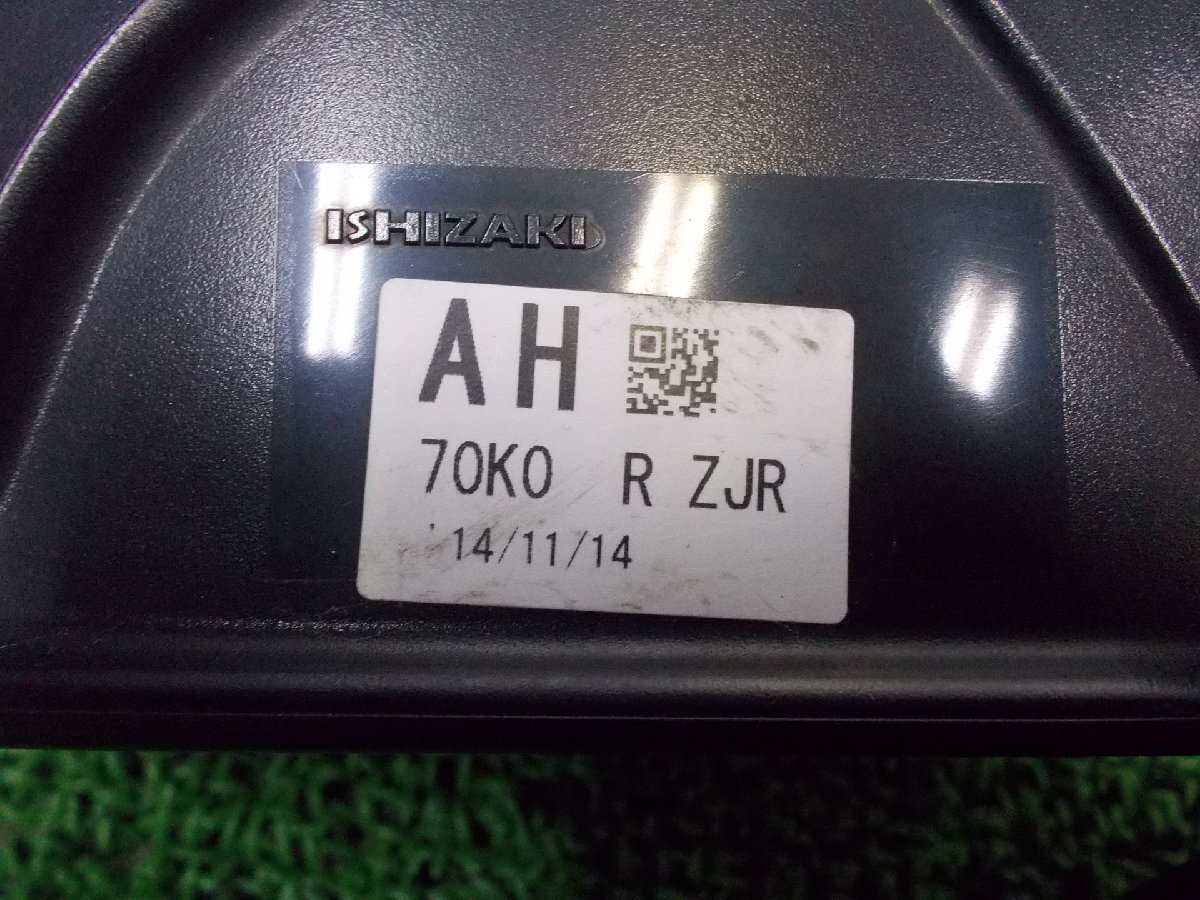 ISHIZAKI
AH
70K0 R ZJR
'14/11/14